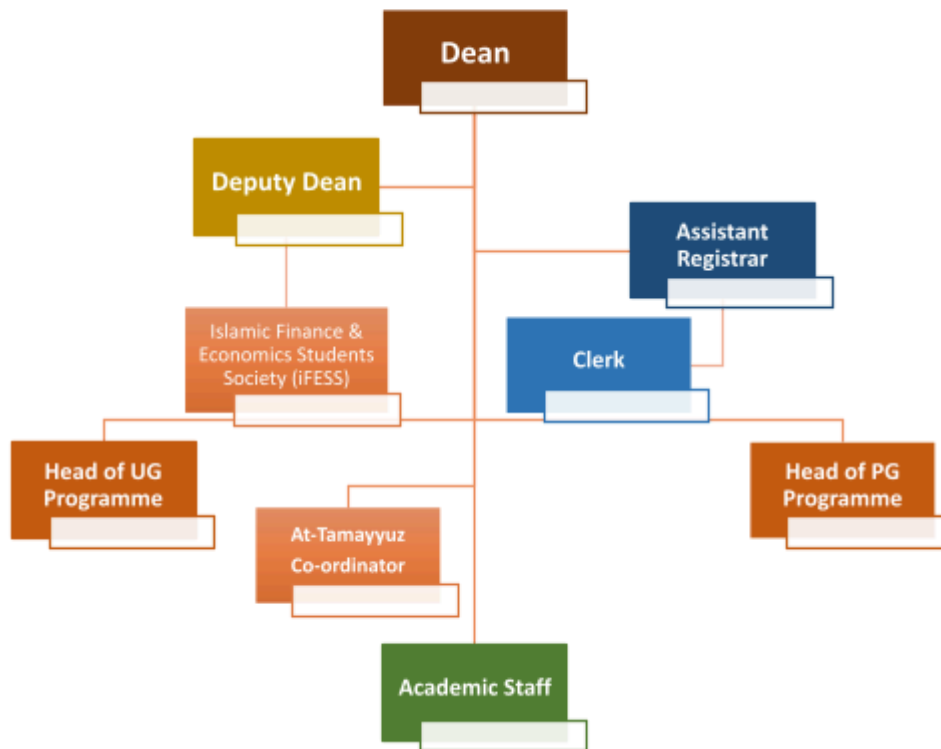 Dean
Deputy Dean
Assistant
Registrar
Islamic Finance &
Economics Students
Society (iFESS)
Clerk
Head of UG
Programme
Head of PG
Programme
At-Tamayyuz
Co-ordinator
Academic Staff